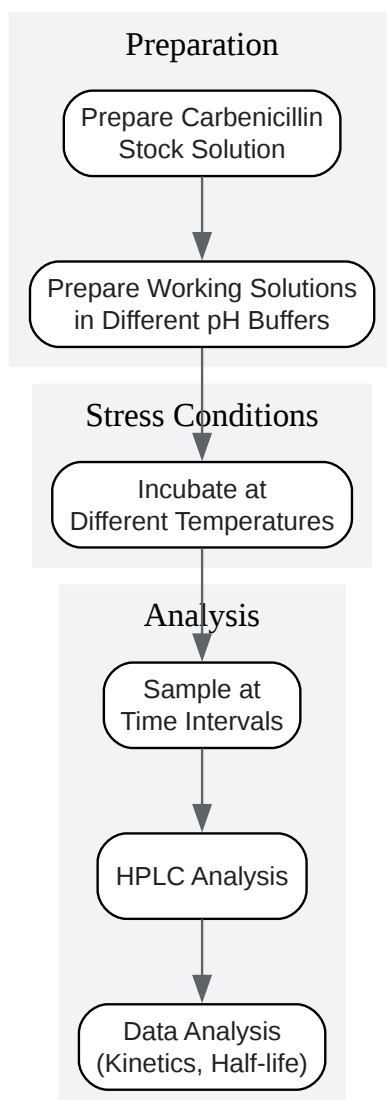 Preparation
Prepare Carbenicillin
Stock Solution
Prepare Working Solutions
in Different pH Buffers
Stress Conditions
Incubate at
Different Temperatures
Analysis
Sample at
Time Intervals
HPLC Analysis
Data Analysis
(Kinetics, Half-life)